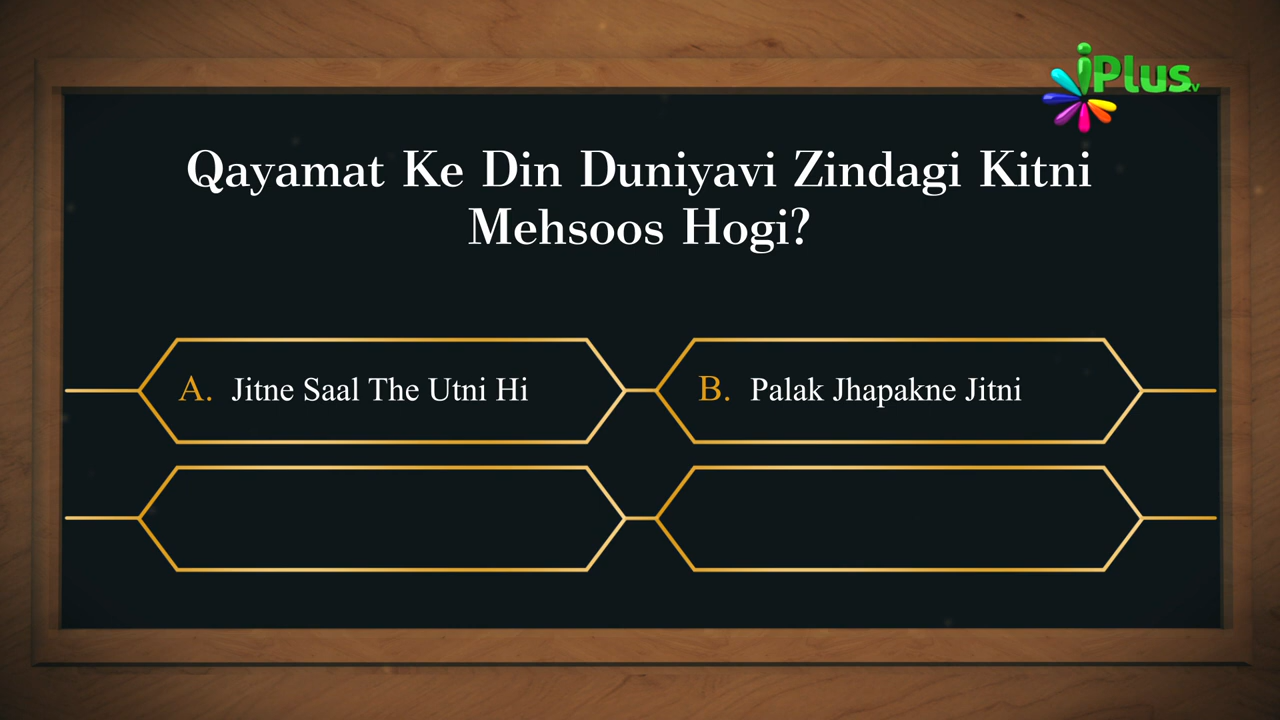 iPlus tv
Qayamat Ke Din Duniyavi Zindagi Kitni
Mehsoos Hogi?
A. Jitne Saal The Utni Hi
B. Palak Jhapakne Jitni